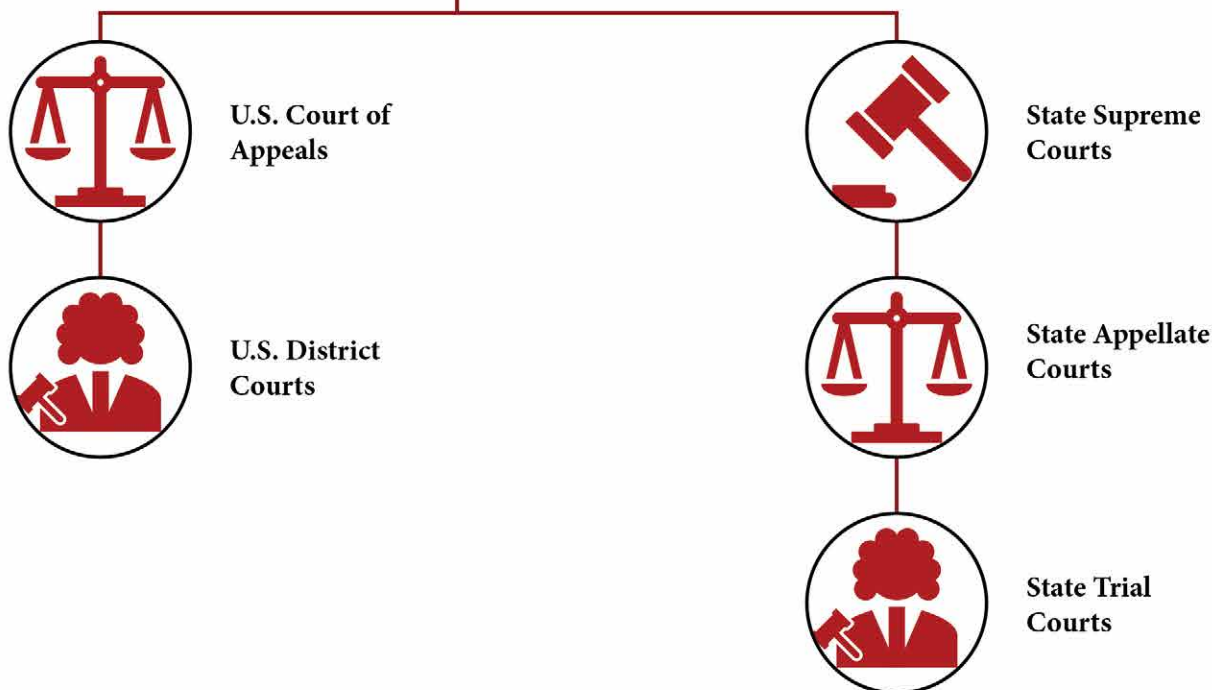 U.S. Court of
Appeals
State Supreme
Courts
U.S. District
Courts
State Appellate
Courts
State Trial
Courts